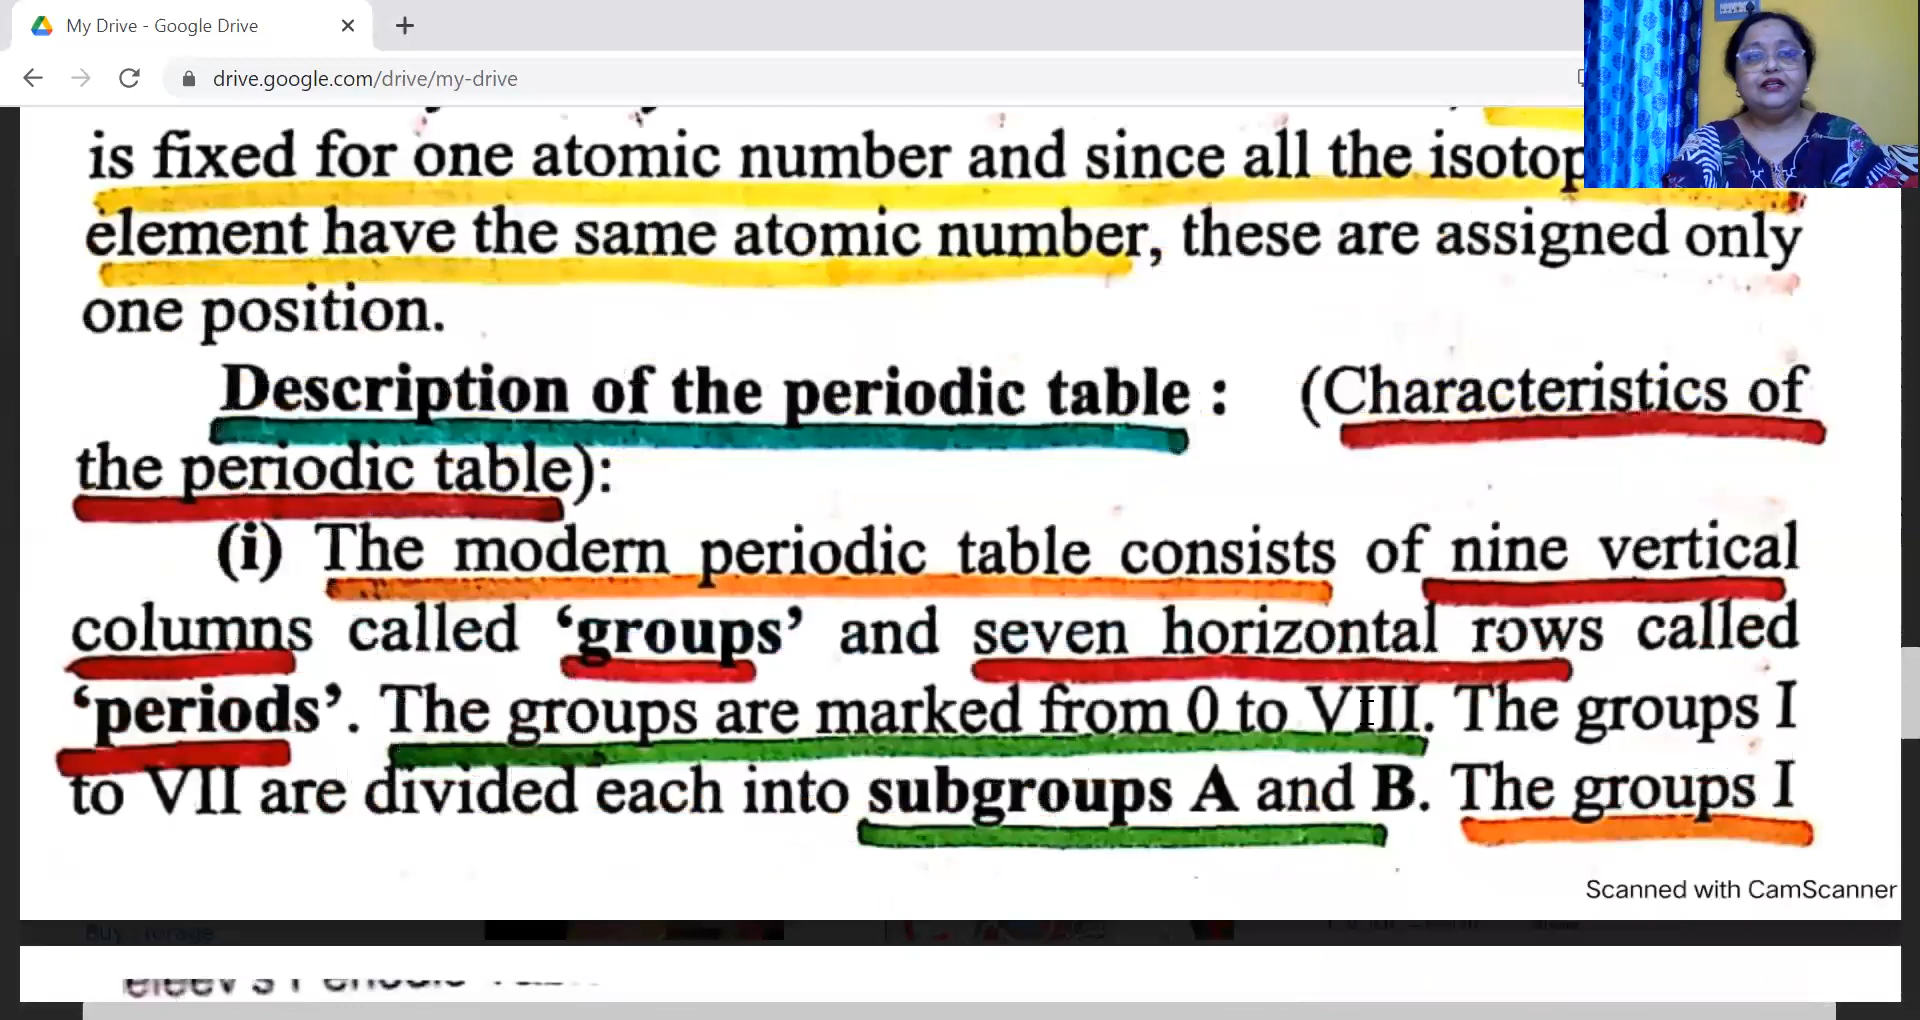 My Drive - Google Drive
drive.google.com/drive/my-drive
is fixed for one atomic number and since all the
element have the same atomic number, these are assigned only
one position.
Description of the periodic table : (Characteristics of
the periodic table):
(i) The modern periodic table consists of nine vertical
columns called ‘groups’ and seven horizontal rows called
‘periods’. The groups are marked from 0 to VIII. The groups I
to VII are divided each into subgroups A and B. The groups I
Scanned with CamScanner